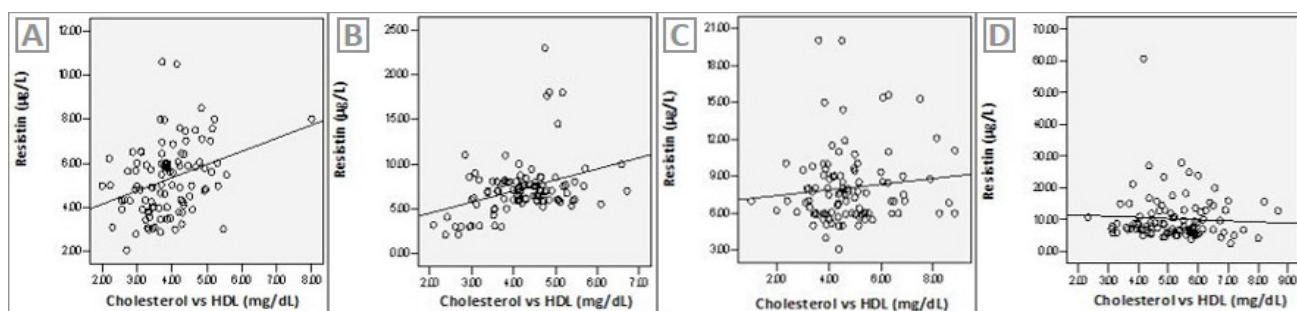 A
Resistin (µg/L)
12.00
10.00
8.00
6.00
4.00
2.00
2.00 3.00 4.00 5.00 6.00 7.00 8.00
Cholesterol vs HDL (mg/dL)
B
Resistin (µg/L)
25.00
20.00
15.00
10.00
5.00
0.00
2.00 3.00 4.00 5.00 6.00 7.00
Cholesterol vs HDL (mg/dL)
C
Resistin (µg/L)
21.00
18.00
15.00
12.00
9.00
6.00
3.00
0.00 2.00 4.00 6.00 8.00
Cholesterol vs HDL (mg/dL)
D
Resistin (µg/L)
70.00
60.00
50.00
40.00
30.00
20.00
10.00
00.00
2.00 3.00 4.00 5.00 6.00 7.00 8.00 9.00
Cholesterol vs HDL (mg/dL)